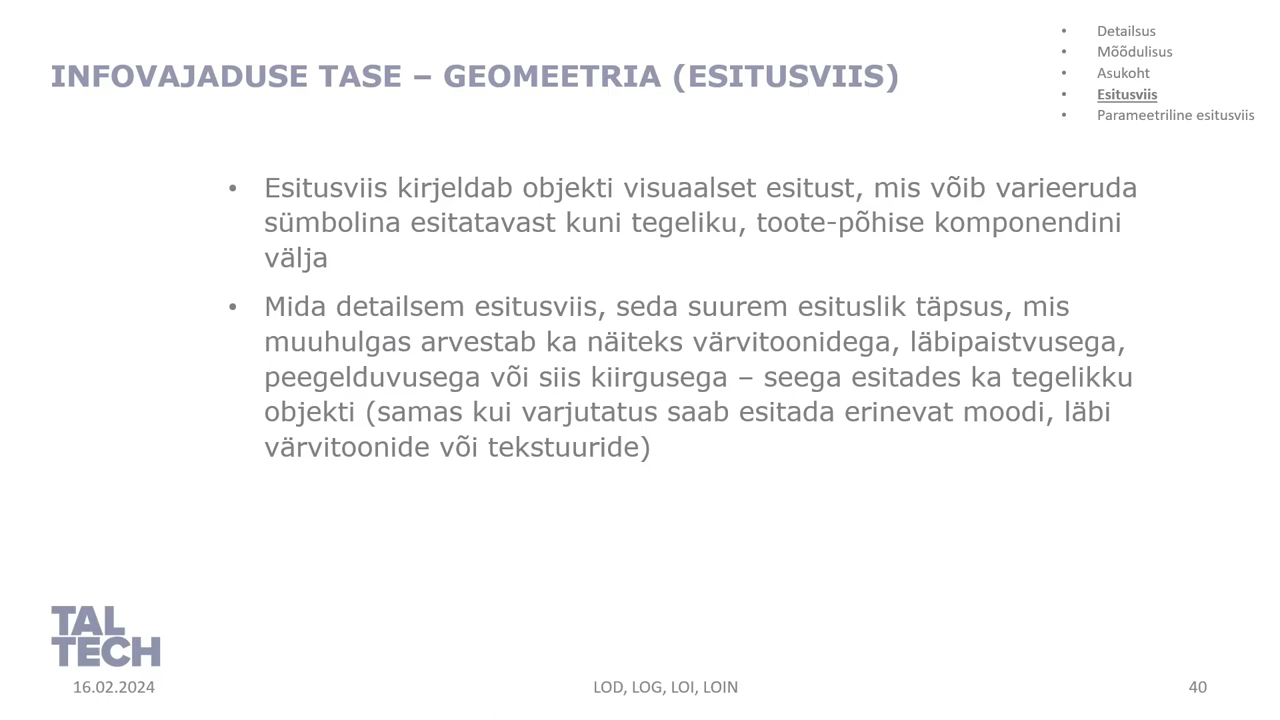 INFOVAJADUSE TASE – GEOMEETRIA (ESITUSVIIS)
• Detailsus
• Mõõdulisus
• Asukoht
• Esitusviis
• Parameetriline esitusviis
• Esitusviis kirjeldab objekti visuaalset esitust, mis võib varieeruda
sümbolina esitatavast kuni tegeliku, toote-põhise komponendini
välja
• Mida detailsem esitusviis, seda suurem esituslik täpsus, mis
muuhulgas arvestab ka näiteks värvitoonidega, läbipaistvusega,
peegelduvusega või siis kiirgusega – seega esitades ka tegelikku
objekti (samas kui varjutatus saab esitada erinevat moodi, läbi
värvitoonide või tekstuuride)
TAL
TECH
16.02.2024
LOD, LOG, LOI, LOIN
40